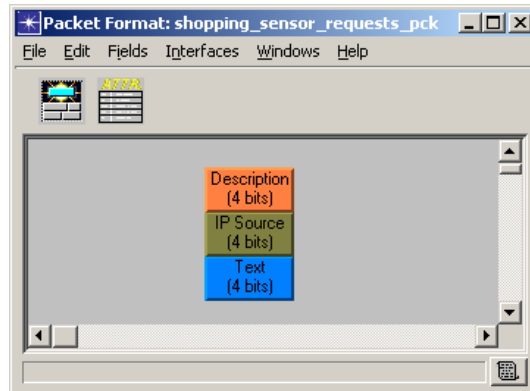 Packet Format: shopping_sensor_requests_pck
File Edit Fields Interfaces Windows Help
Description
(4 bits)
IP Source
(4 bits)
Text
(4 bits)